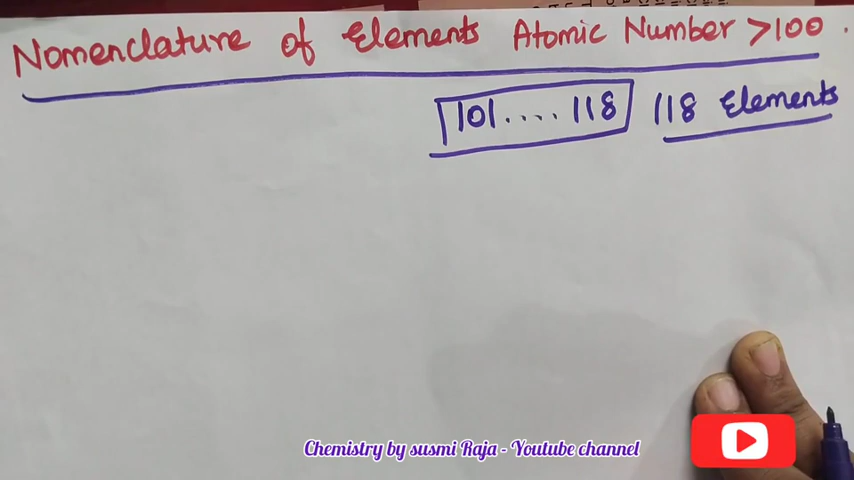 Nomenclature of Elements Atomic Number >100.
101.... 118 118 Elements
Chemistry by susmi Raja - Youtube channel